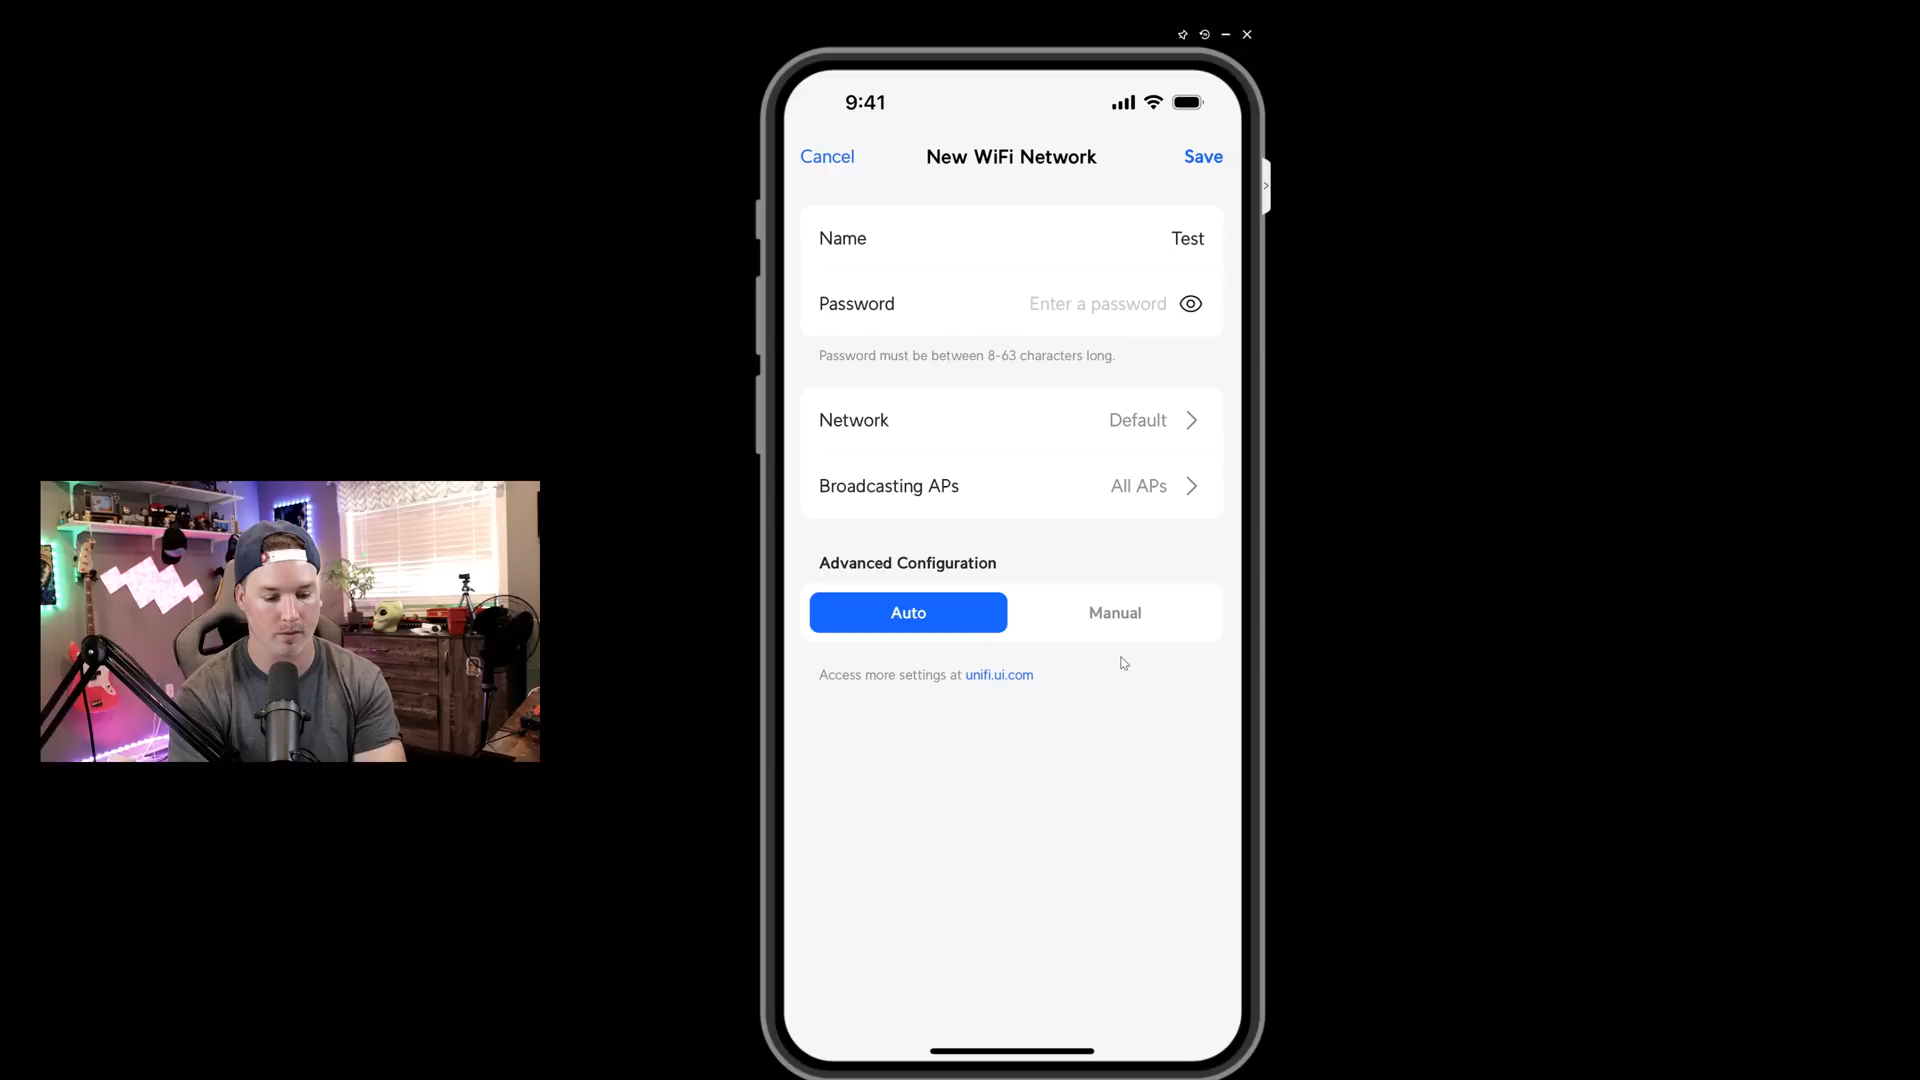 9:41
Cancel New WiFi Network Save
Name Test
Password Enter a password
Password must be between 8-63 characters long.
Network Default
Broadcasting APs All APs
Advanced Configuration
Auto Manual
Access more settings at unifi.ui.com